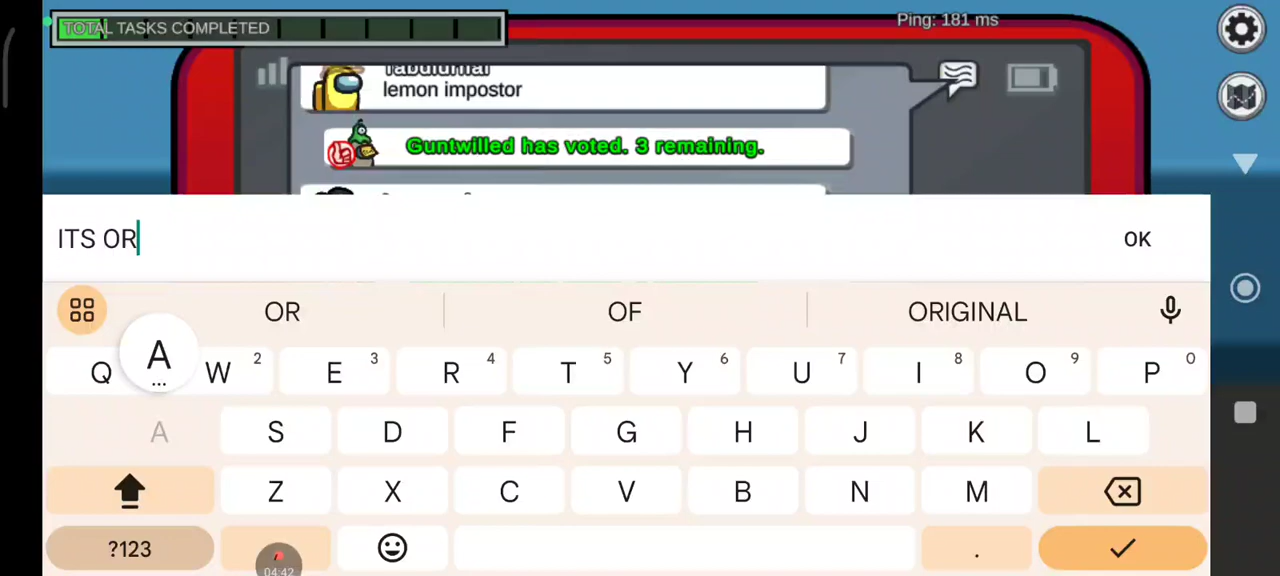 TOTAL TASKS COMPLETED
Ping: 181 ms
lemon impostor
Guntwilled has voted. 3 remaining.
ITS OR
OK
OR OF ORIGINAL
A
Q W 2 E 3 R 4 T 5 Y 6 U 7 I 8 O 9 P 0
A S D F G H J K L
Z X C V B N M
?123 .
04:42